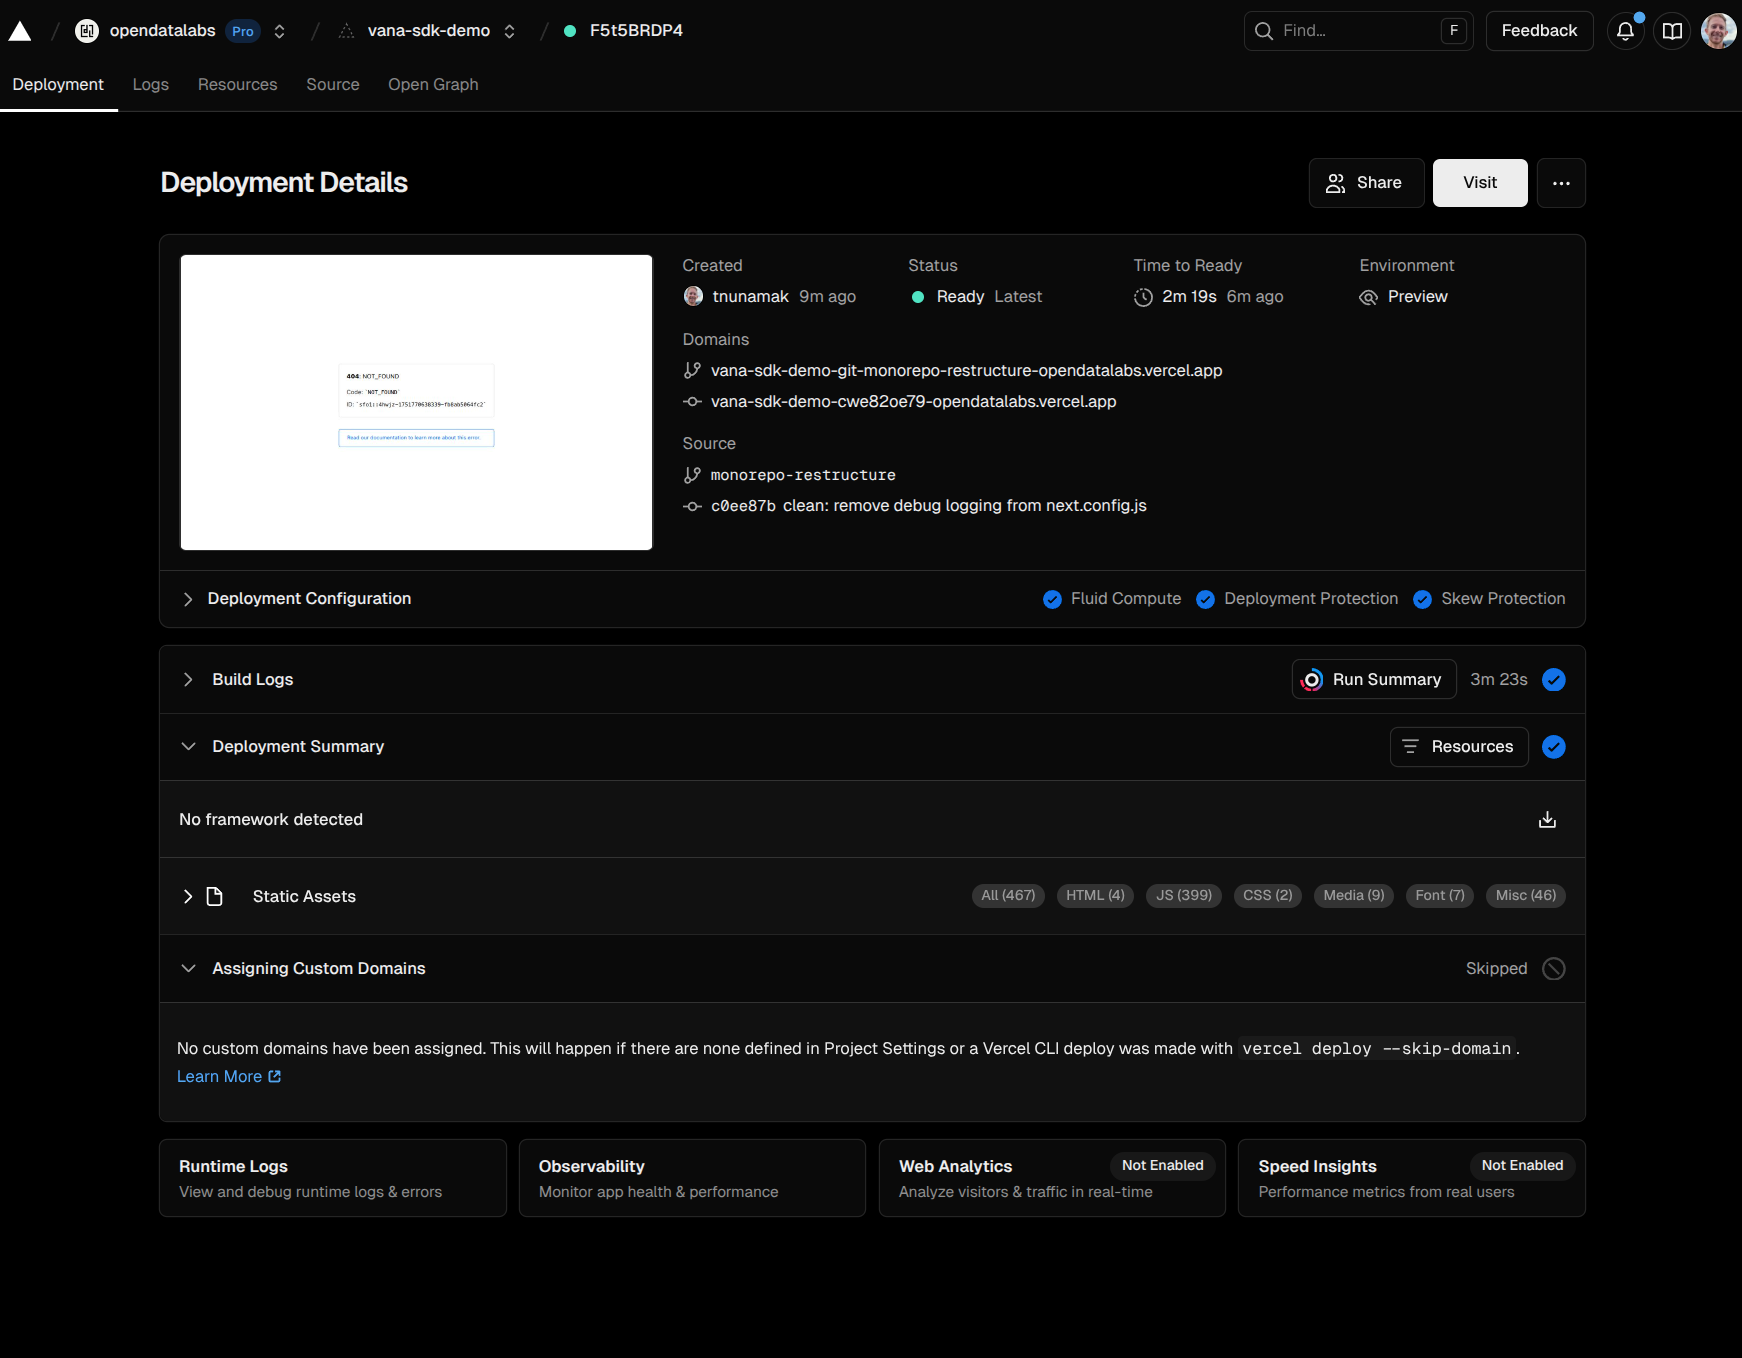 opendatalabs Pro / vana-sdk-demo / F5t5BRDP4 Find... F Feedback
Deployment Logs Resources Source Open Graph
Deployment Details Share Visit
404: NOT_FOUND
Code: `NOT_FOUND`
Read our documentation to learn more about this error.
Created Status Time to Ready Environment
tnunamak 9m ago Ready Latest 2m 19s 6m ago Preview
Domains
vana-sdk-demo-git-monorepo-restructure-opendatalabs.vercel.app
vana-sdk-demo-cwe82oe79-opendatalabs.vercel.app
Source
monorepo-restructure
c0ee87b clean: remove debug logging from next.config.js
Deployment Configuration Fluid Compute Deployment Protection Skew Protection
Build Logs Run Summary 3m 23s
Deployment Summary Resources
No framework detected
Static Assets All (467) HTML (4) JS (399) CSS (2) Media (9) Font (7) Misc (46)
Assigning Custom Domains Skipped
No custom domains have been assigned. This will happen if there are none defined in Project Settings or a Vercel CLI deploy was made with vercel deploy --skip-domain.
Learn More
Runtime Logs Observability Web Analytics Not Enabled Speed Insights Not Enabled
View and debug runtime logs & errors Monitor app health & performance Analyze visitors & traffic in real-time Performance metrics from real users